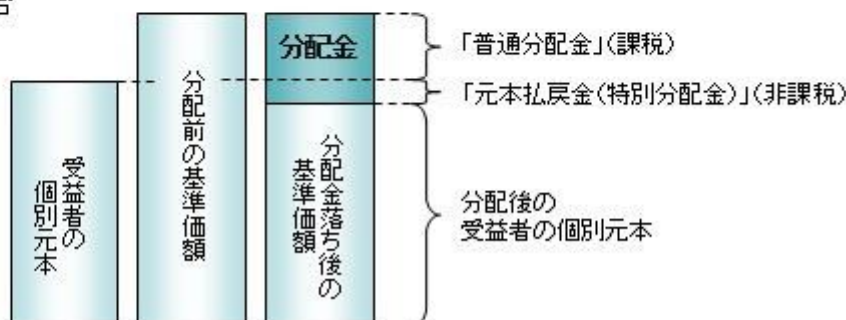 分配金
「普通分配金」(課税)
「元本払戻金(特別分配金)」(非課税)
受益者の
個別元本
分配前の基準価額
分配金落ち後の
基準価額
分配後の
受益者の個別元本